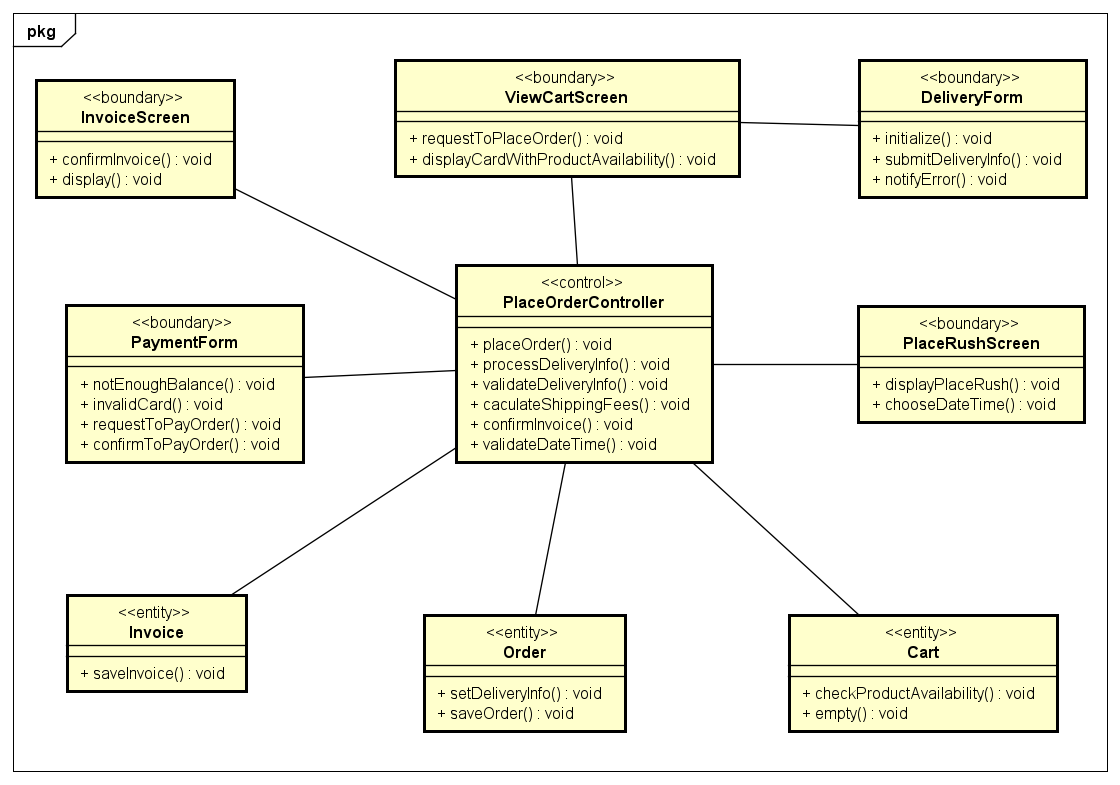 pkg
<<boundary>>
InvoiceScreen
+ confirmInvoice() : void
+ display() : void
<<boundary>>
ViewCartScreen
+ requestToPlaceOrder() : void
+ displayCardWithProductAvailability() : void
<<boundary>>
DeliveryForm
+ initialize() : void
+ submitDeliveryInfo() : void
+ notifyError() : void
<<boundary>>
PaymentForm
+ notEnoughBalance() : void
+ invalidCard() : void
+ requestToPayOrder() : void
+ confirmToPayOrder() : void
<<control>>
PlaceOrderController
+ placeOrder() : void
+ processDeliveryInfo() : void
+ validateDeliveryInfo() : void
+ caculateShippingFees() : void
+ confirmInvoice() : void
+ validateDateTime() : void
<<boundary>>
PlaceRushScreen
+ displayPlaceRush() : void
+ chooseDateTime() : void
<<entity>>
Invoice
+ saveInvoice() : void
<<entity>>
Order
+ setDeliveryInfo() : void
+ saveOrder() : void
<<entity>>
Cart
+ checkProductAvailability() : void
+ empty() : void